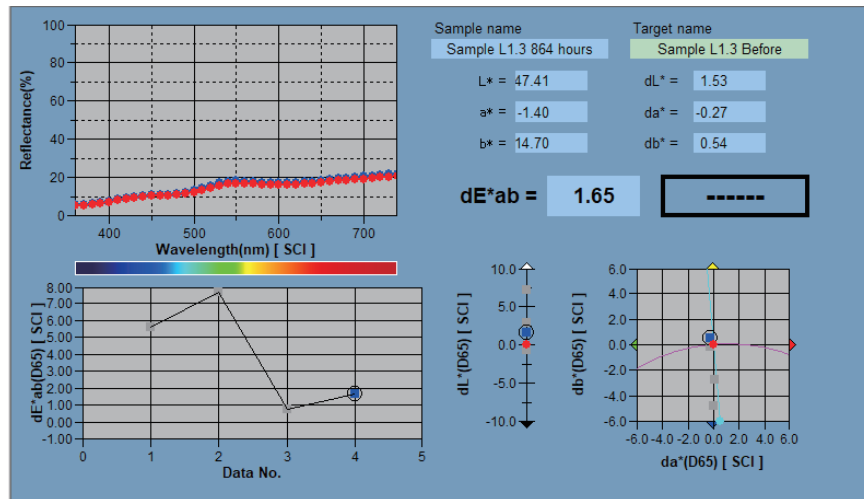 Sample name
Target name
Sample L1.3 864 hours
Sample L1.3 Before
L* = 47.41
dL* = 1.53
a* = -1.40
da* = -0.27
b* = 14.70
db* = 0.54
dE*ab = 1.65
------
100
80
60
40
20
0
Reflectance(%)
400 500 600 700
Wavelength(nm) [ SCI ]
8.00
7.00
6.00
5.00
4.00
3.00
2.00
1.00
0.00
-1.00
dE*ab(D65) [ SCI ]
0 1 2 3 4 5
Data No.
10.0
5.0
0.0
-5.0
-10.0
dL*(D65) [ SCI ]
6.0
4.0
2.0
0.0
-2.0
-4.0
-6.0
db*(D65) [ SCI ]
-6.0 -4.0 -2.0 0.0 2.0 4.0 6.0
da*(D65) [ SCI ]